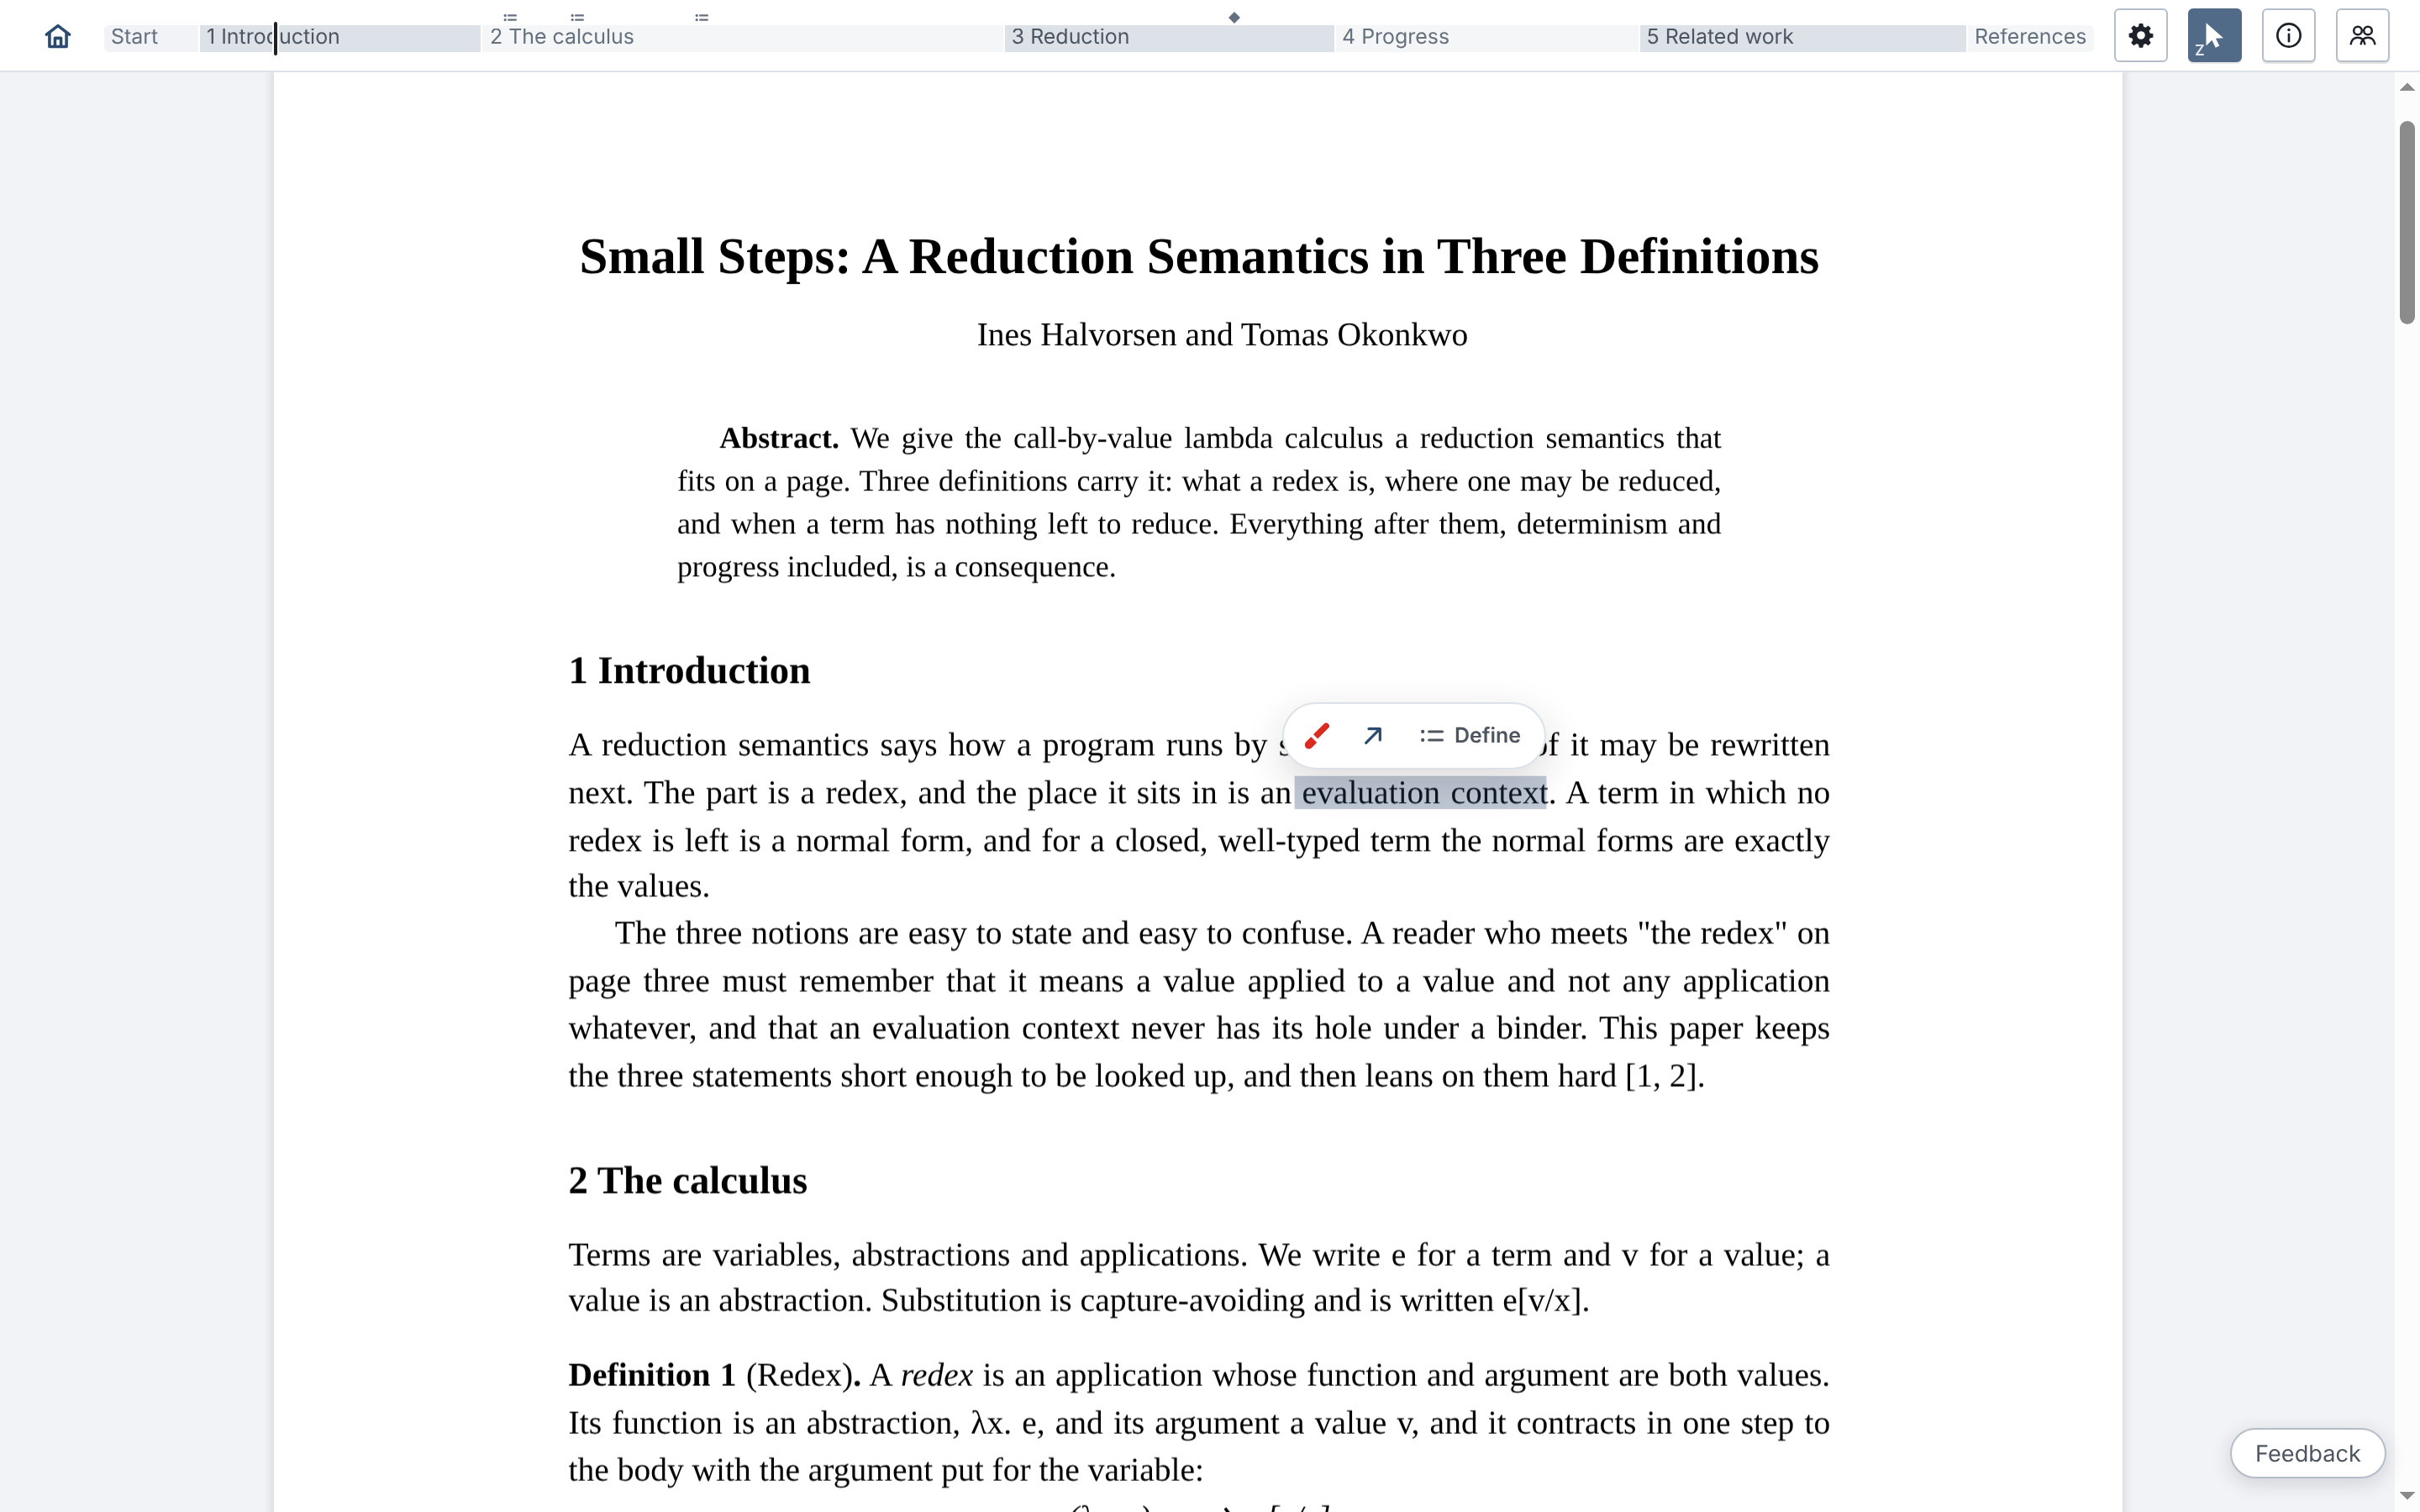 Start 1 Introduction 2 The calculus 3 Reduction 4 Progress 5 Related work References z
Small Steps: A Reduction Semantics in Three Definitions
Ines Halvorsen and Tomas Okonkwo
Abstract. We give the call-by-value lambda calculus a reduction semantics that
fits on a page. Three definitions carry it: what a redex is, where one may be reduced,
and when a term has nothing left to reduce. Everything after them, determinism and
progress included, is a consequence.
1 Introduction
Define
A reduction semantics says how a program runs by of it may be rewritten
next. The part is a redex, and the place it sits in is an evaluation context. A term in which no
redex is left is a normal form, and for a closed, well-typed term the normal forms are exactly
the values.
The three notions are easy to state and easy to confuse. A reader who meets "the redex" on
page three must remember that it means a value applied to a value and not any application
whatever, and that an evaluation context never has its hole under a binder. This paper keeps
the three statements short enough to be looked up, and then leans on them hard [1, 2].
2 The calculus
Terms are variables, abstractions and applications. We write e for a term and v for a value; a
value is an abstraction. Substitution is capture-avoiding and is written e[v/x].
Definition 1 (Redex). A redex is an application whose function and argument are both values.
Its function is an abstraction, λx. e, and its argument a value v, and it contracts in one step to
the body with the argument put for the variable:
Feedback